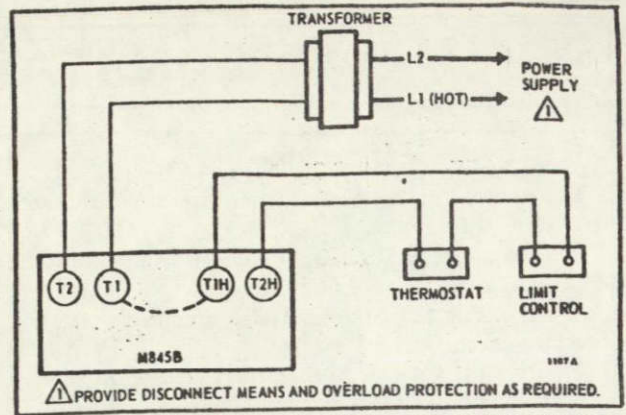 TRANSFORMER
L2
POWER
SUPPLY
L1 (HOT)
1
T2 T1 T1H T2H
THERMOSTAT
LIMIT
CONTROL
M845B
1 PROVIDE DISCONNECT MEANS AND OVERLOAD PROTECTION AS REQUIRED.